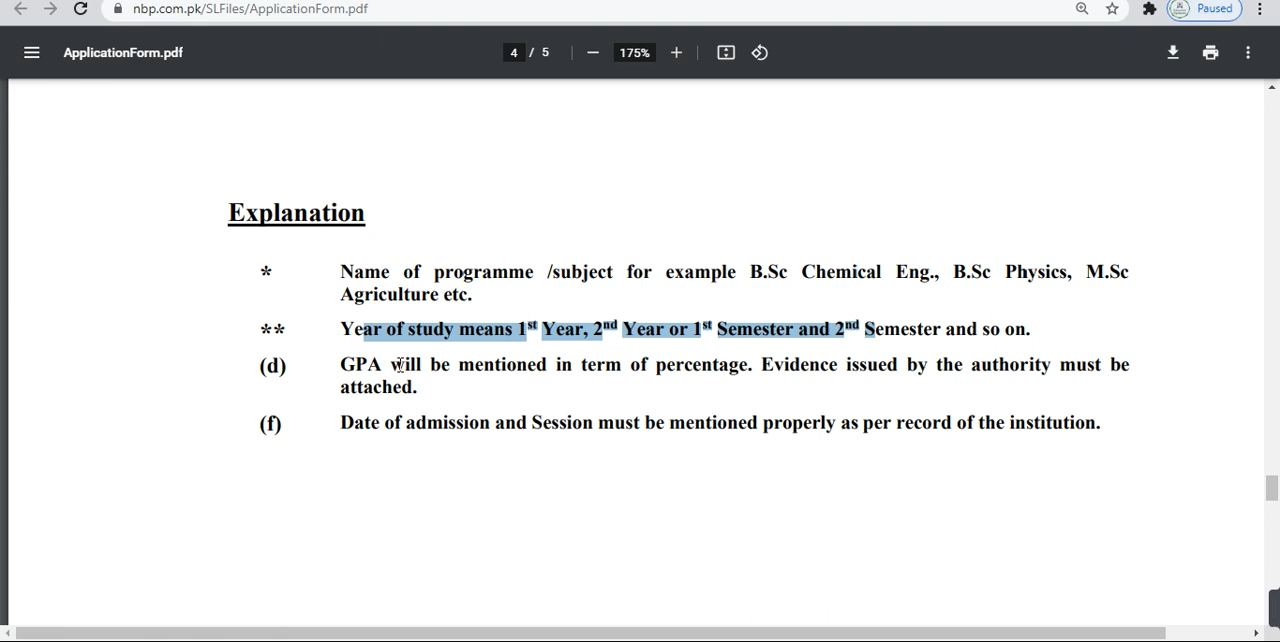 nbp.com.pk/SLFiles/ApplicationForm.pdf
Paused
ApplicationForm.pdf
4 / 5
175%
Explanation
* Name of programme /subject for example B.Sc Chemical Eng., B.Sc Physics, M.Sc
Agriculture etc.
** Year of study means 1st Year, 2nd Year or 1st Semester and 2nd Semester and so on.
(d) GPA will be mentioned in term of percentage. Evidence issued by the authority must be
attached.
(f) Date of admission and Session must be mentioned properly as per record of the institution.